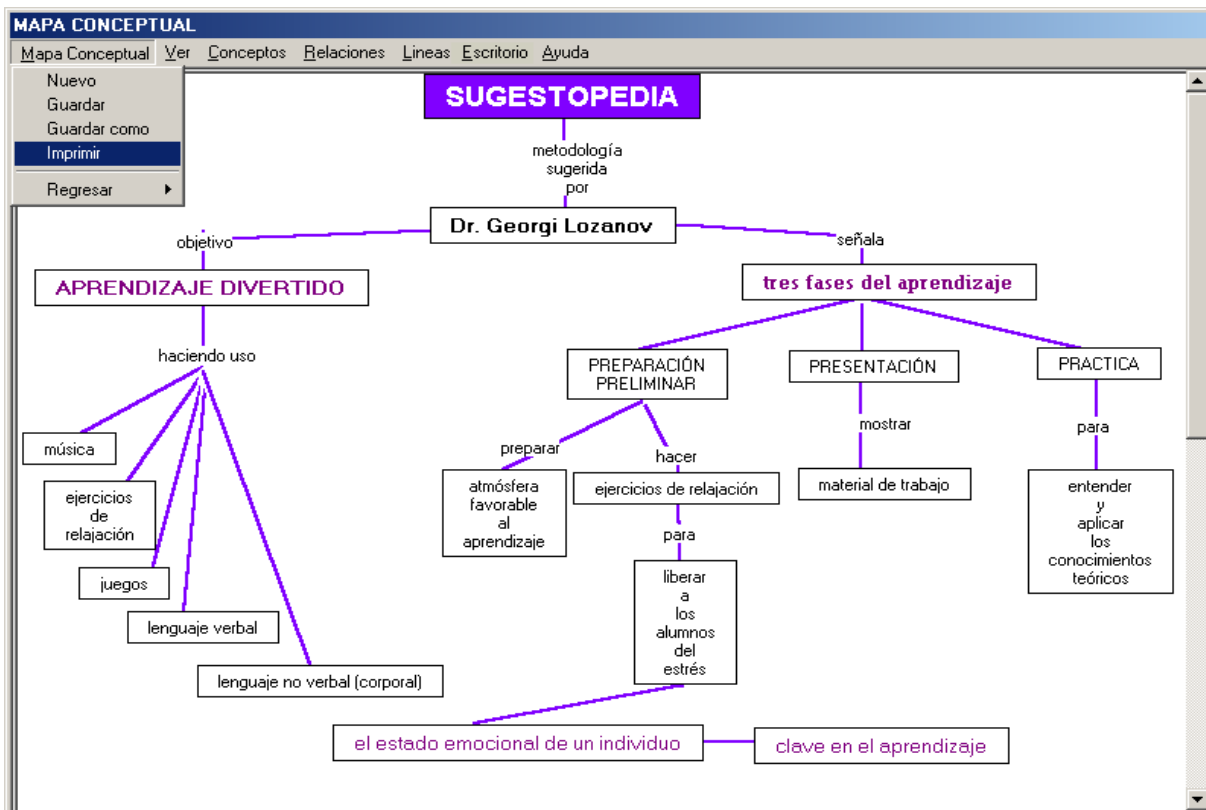 MAPA CONCEPTUAL
Mapa Conceptual Ver Conceptos Relaciones Lineas Escritorio Ayuda
Nuevo
Guardar
Guardar como
Imprimir
Regresar
SUGESTOPEDIA
metodología
sugerida
por
Dr. Georgi Lozanov
objetivo
señala
APRENDIZAJE DIVERTIDO
tres fases del aprendizaje
haciendo uso
música
ejercicios
de
relajación
juegos
lenguaje verbal
lenguaje no verbal (corporal)
PREPARACIÓN
PRELIMINAR
PRESENTACIÓN
PRACTICA
preparar
hacer
mostrar
para
atmósfera
favorable
al
aprendizaje
ejercicios de relajación
material de trabajo
entender
y
aplicar
los
conocimientos
teóricos
para
liberar
a
los
alumnos
del
estrés
el estado emocional de un individuo
clave en el aprendizaje